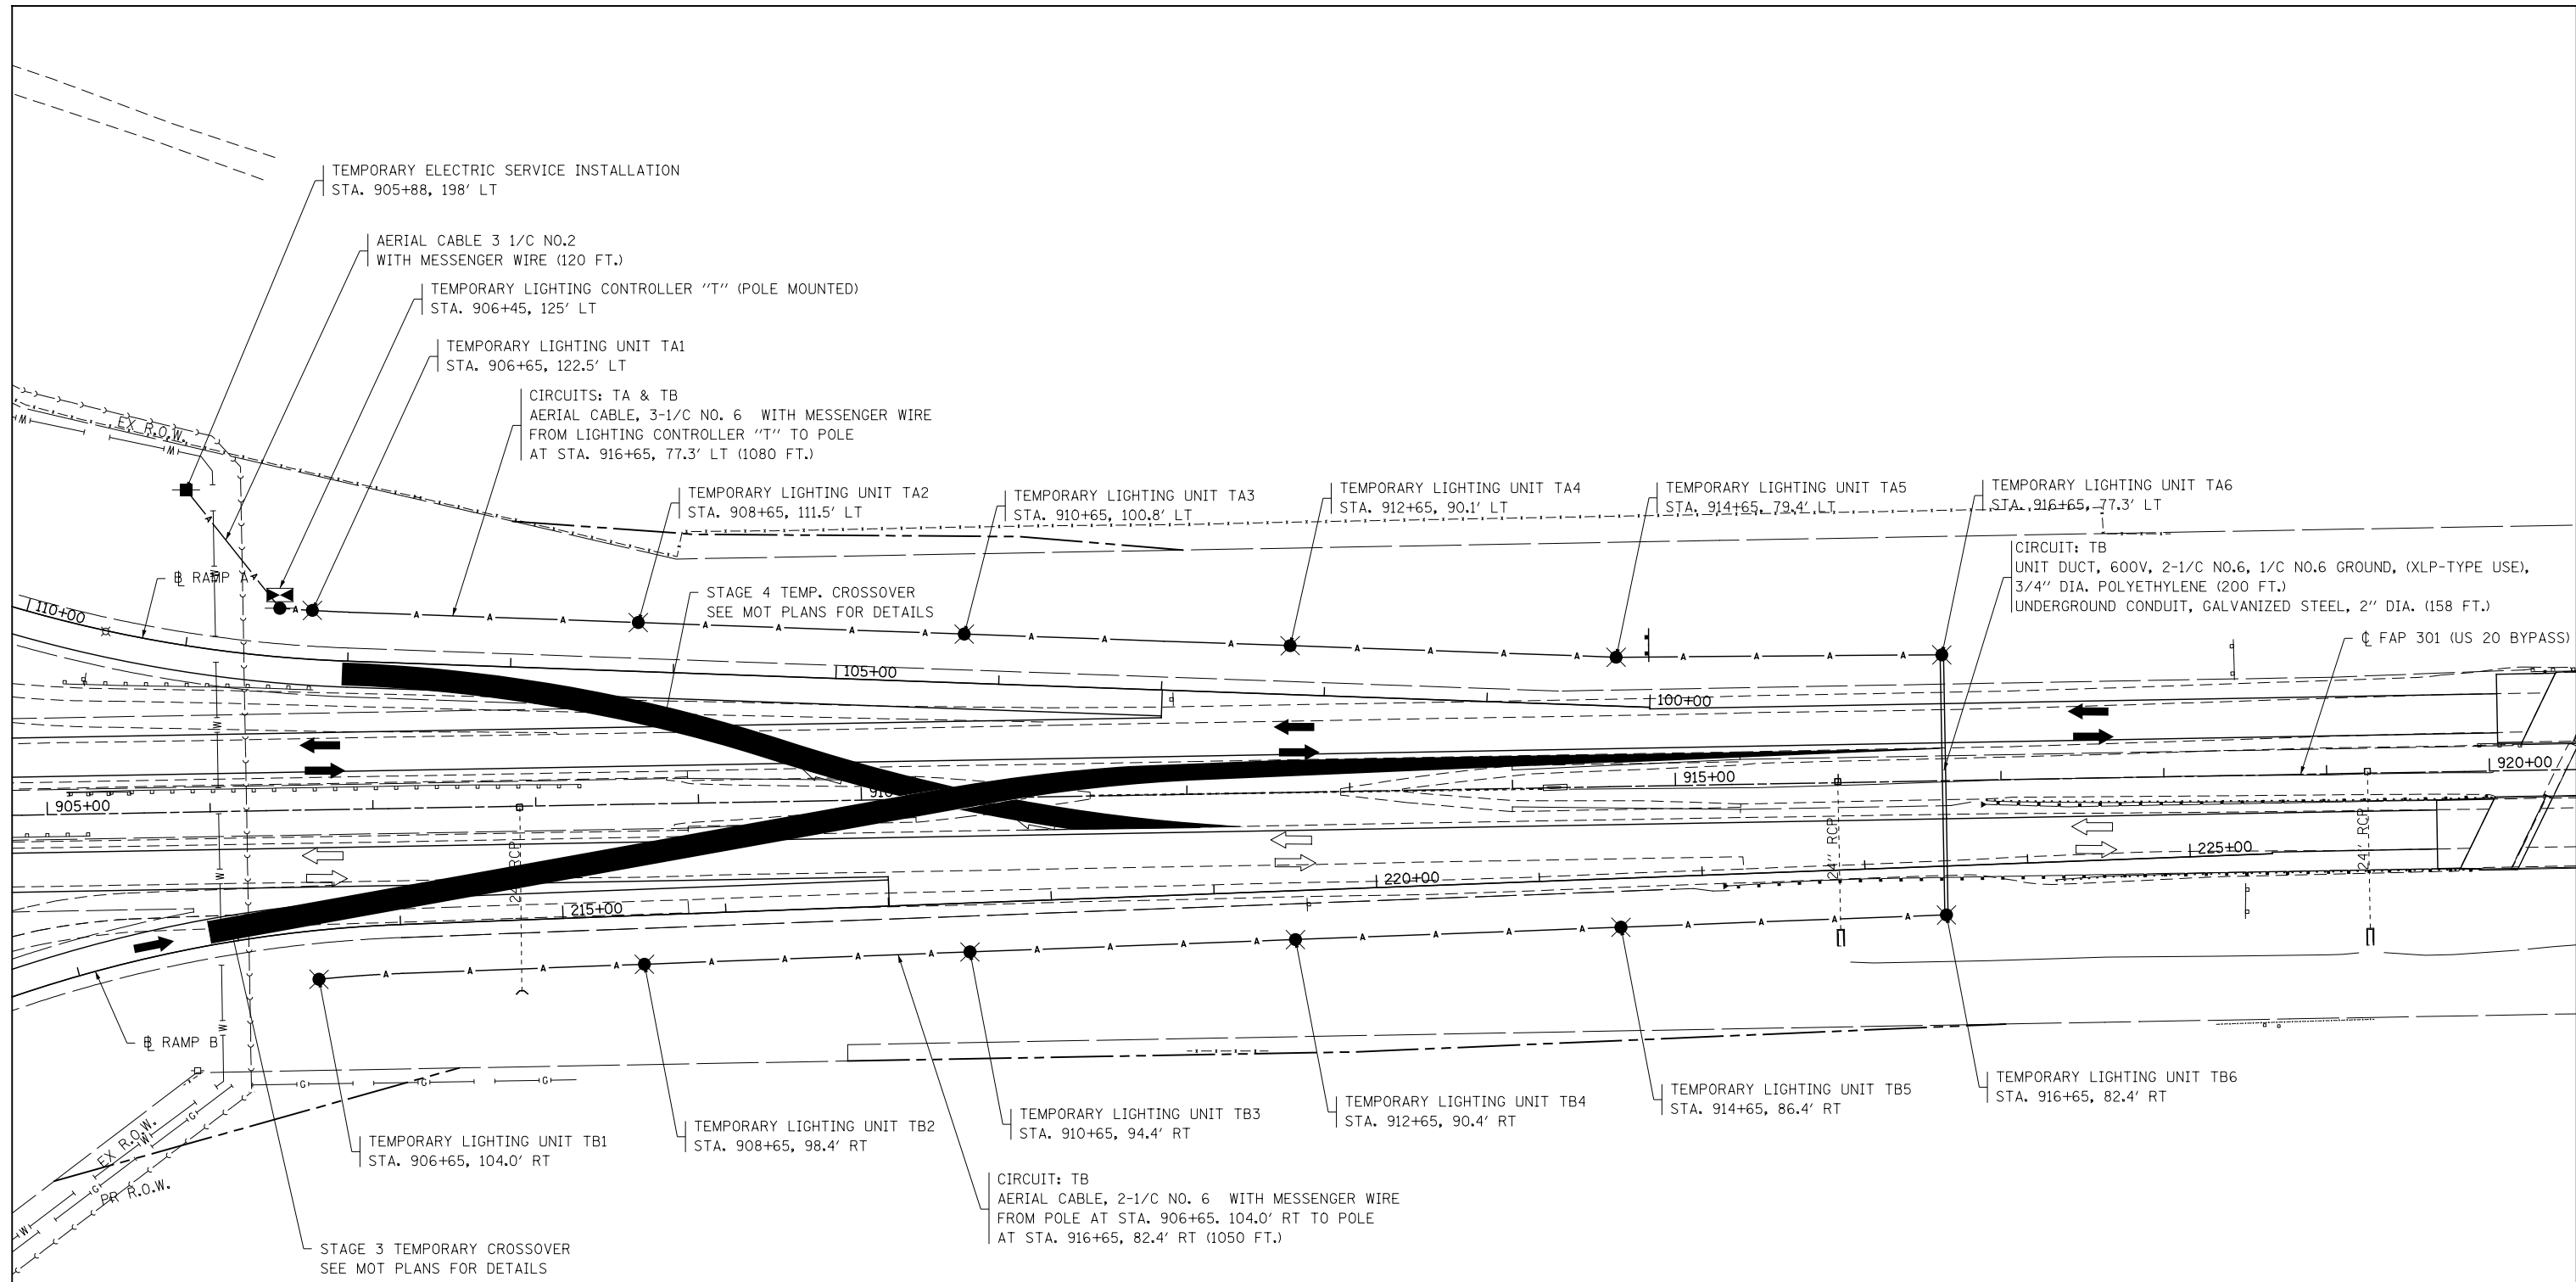 TEMPORARY ELECTRIC SERVICE INSTALLATION
STA. 905+88, 198' LT
AERIAL CABLE 3 1/C NO.2
WITH MESSENGER WIRE (120 FT.)
TEMPORARY LIGHTING CONTROLLER "T" (POLE MOUNTED)
STA. 906+45, 125' LT
TEMPORARY LIGHTING UNIT TA1
STA. 906+65, 122.5' LT
CIRCUITS: TA & TB
AERIAL CABLE, 3-1/C NO. 6 WITH MESSENGER WIRE
FROM LIGHTING CONTROLLER "T" TO POLE
AT STA. 916+65, 77.3' LT (1080 FT.)
EX R.O.W.
TEMPORARY LIGHTING UNIT TA2
STA. 908+65, 111.5' LT
TEMPORARY LIGHTING UNIT TA3
STA. 910+65, 100.8' LT
TEMPORARY LIGHTING UNIT TA4
STA. 912+65, 90.1' LT
TEMPORARY LIGHTING UNIT TA5
STA. 914+65, 79.4' LT
TEMPORARY LIGHTING UNIT TA6
STA. 916+65, 77.3' LT
CIRCUIT: TB
UNIT DUCT, 600V, 2-1/C NO.6, 1/C NO.6 GROUND, (XLP-TYPE USE),
3/4" DIA. POLYETHYLENE (200 FT.)
UNDERGROUND CONDUIT, GALVANIZED STEEL, 2" DIA. (158 FT.)
℄ RAMP A
STAGE 4 TEMP. CROSSOVER
SEE MOT PLANS FOR DETAILS
℄ FAP 301 (US 20 BYPASS)
110+00
105+00
100+00
905+00
910
915+00
920+00
24" RCP
24" RCP
215+00
220+00
225+00
℄ RAMP B
TEMPORARY LIGHTING UNIT TB1
STA. 906+65, 104.0' RT
TEMPORARY LIGHTING UNIT TB2
STA. 908+65, 98.4' RT
TEMPORARY LIGHTING UNIT TB3
STA. 910+65, 94.4' RT
TEMPORARY LIGHTING UNIT TB4
STA. 912+65, 90.4' RT
TEMPORARY LIGHTING UNIT TB5
STA. 914+65, 86.4' RT
TEMPORARY LIGHTING UNIT TB6
STA. 916+65, 82.4' RT
EX R.O.W.
PR R.O.W.
CIRCUIT: TB
AERIAL CABLE, 2-1/C NO. 6 WITH MESSENGER WIRE
FROM POLE AT STA. 906+65. 104.0' RT TO POLE
AT STA. 916+65, 82.4' RT (1050 FT.)
STAGE 3 TEMPORARY CROSSOVER
SEE MOT PLANS FOR DETAILS